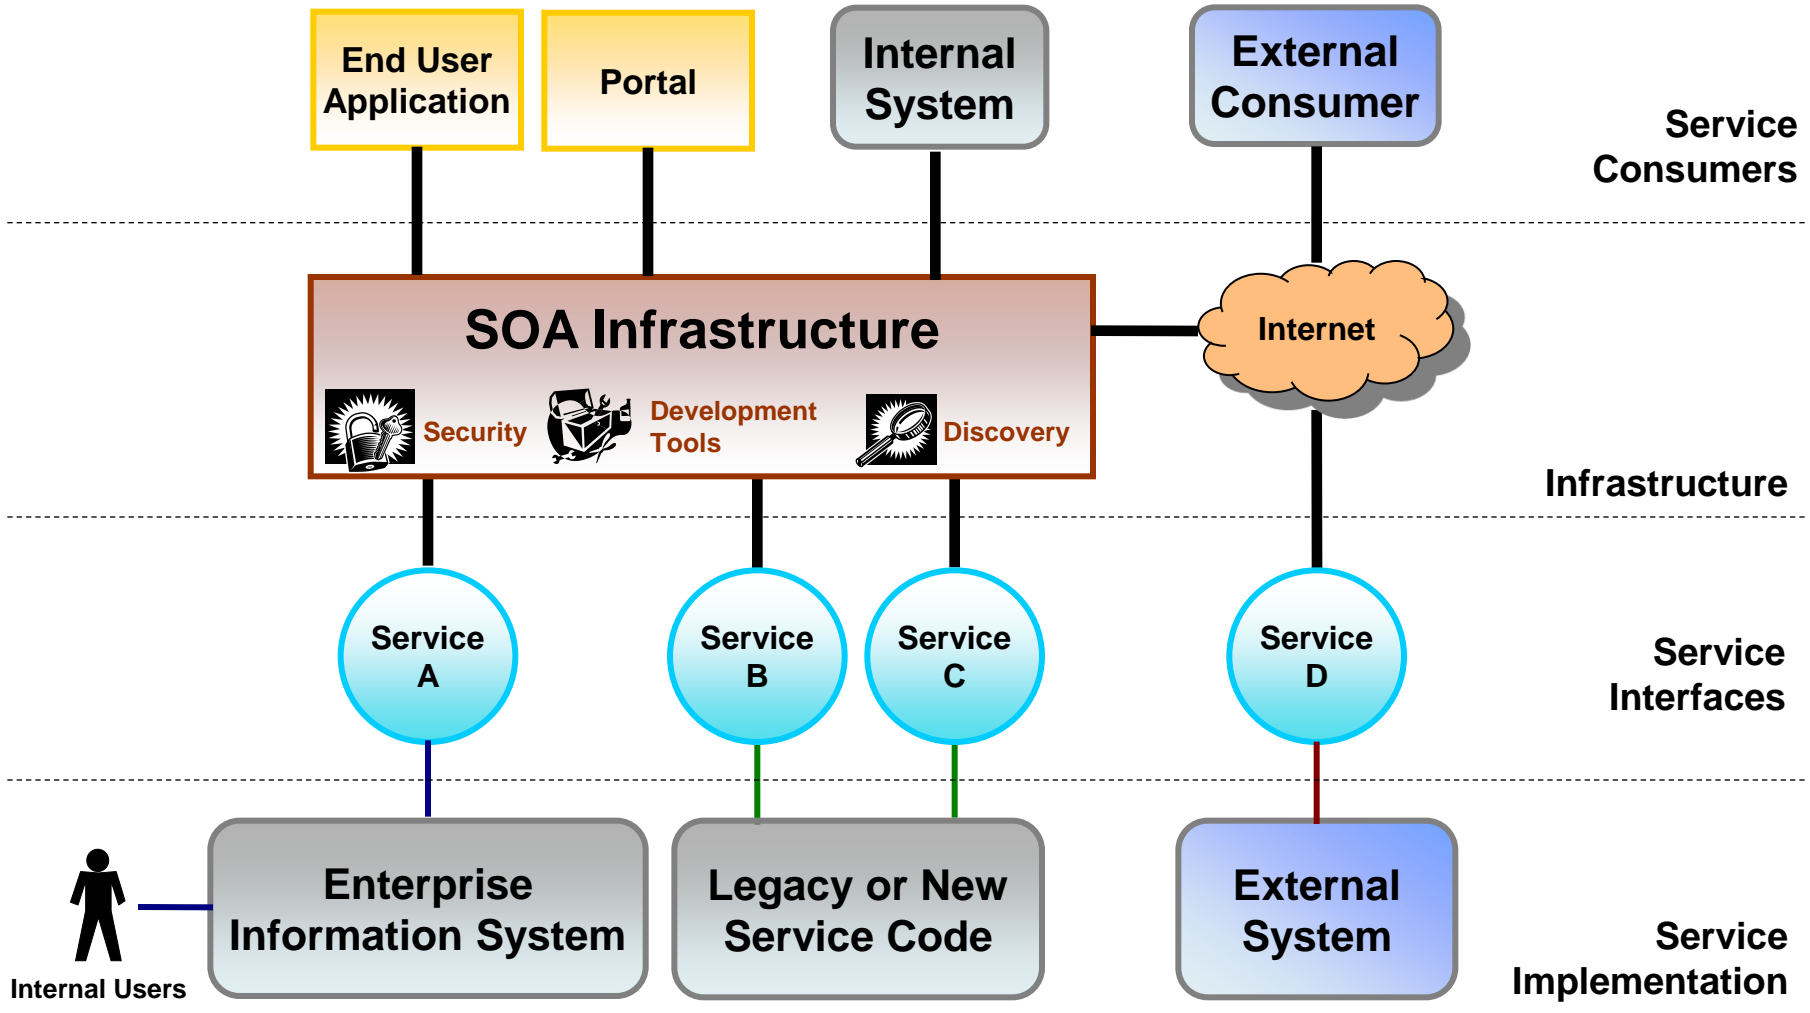 End User
Application
Portal
Internal
System
External
Consumer
Service
Consumers
SOA Infrastructure
Internet
Security
Development
Tools
Discovery
Infrastructure
Service
A
Service
B
Service
C
Service
D
Service
Interfaces
Enterprise
Information System
Legacy or New
Service Code
External
System
Service
Implementation
Internal Users